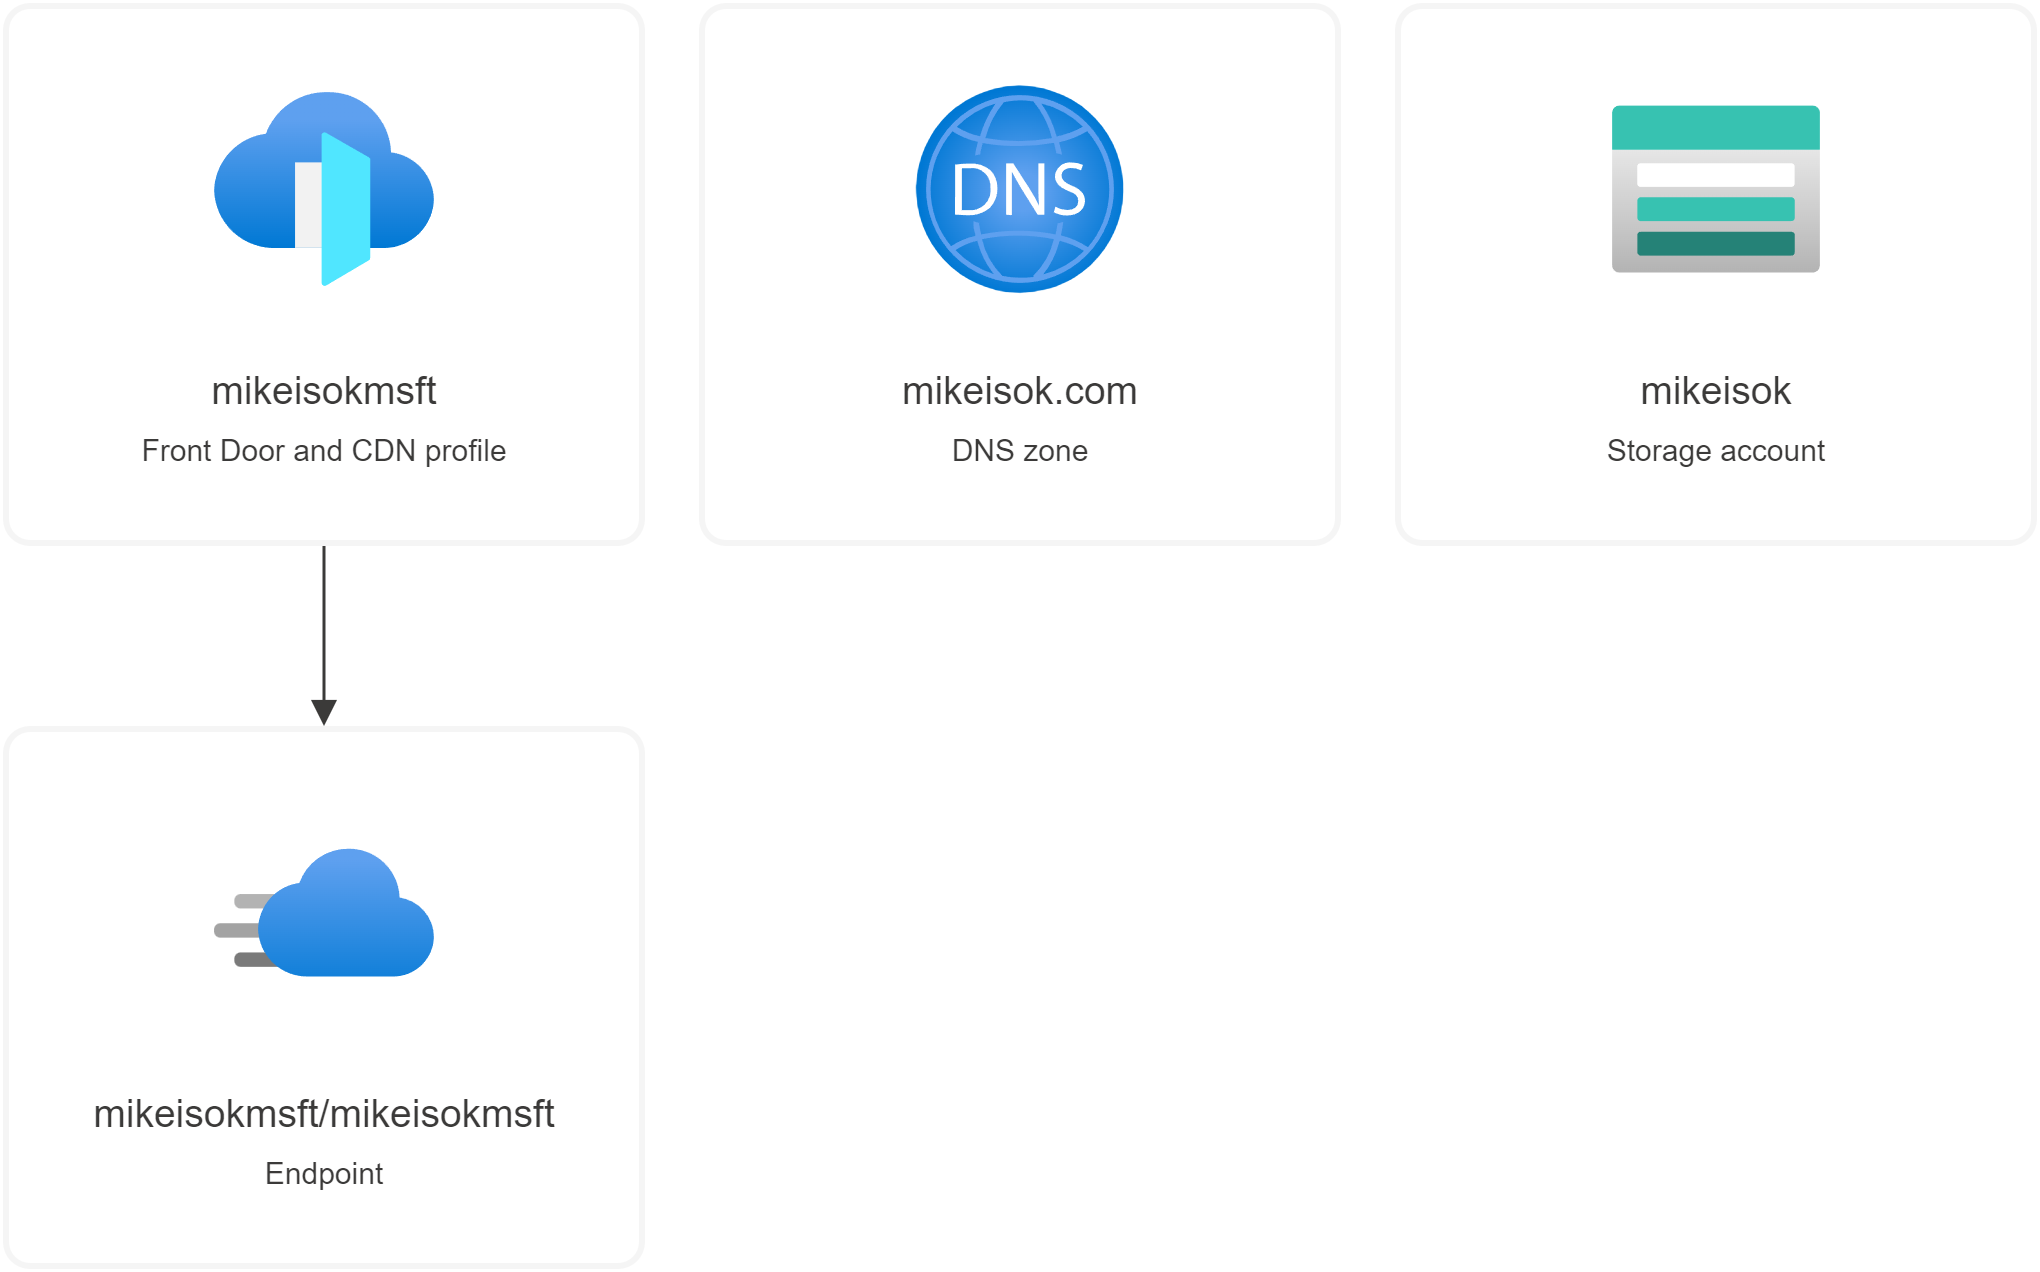 mikeisokmsft
Front Door and CDN profile
DNS
mikeisok.com
DNS zone
mikeisok
Storage account
mikeisokmsft/mikeisokmsft
Endpoint